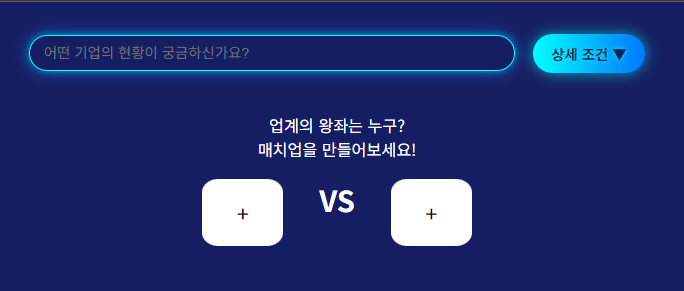 어떤 기업의 현황이 궁금하신가요?
상세 조건 ▼
업계의 왕좌는 누구?
매치업을 만들어보세요!
+ VS +